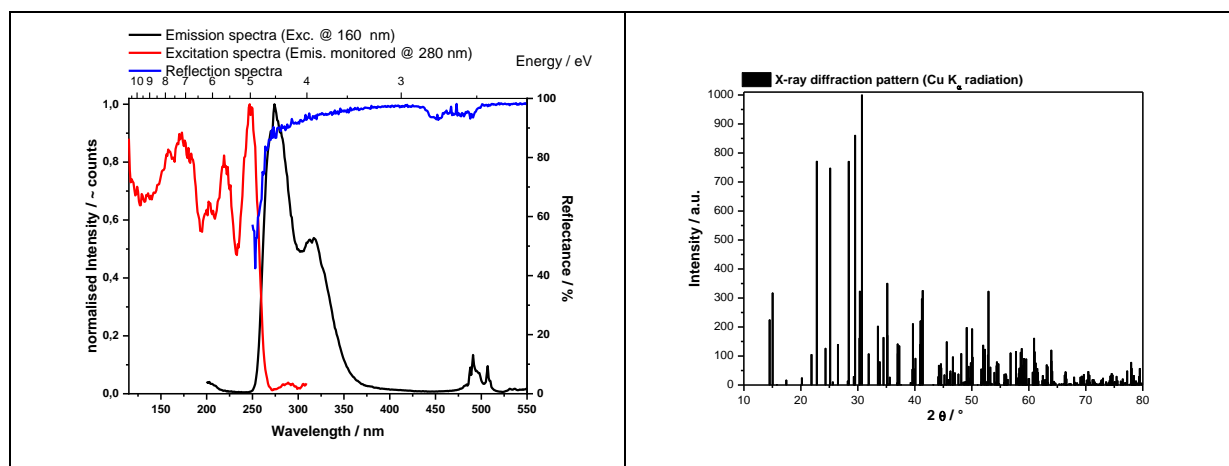 Emission spectra (Exc. @ 160 nm)
Excitation spectra (Emis. monitored @ 280 nm)
Reflection spectra
Energy / eV
10 9 8 7 6 5 4 3
1,0
0,8
0,6
0,4
0,2
0,0
normalised Intensity / ~ counts
100
80
60
40
20
0
Reflectance / %
150 200 250 300 350 400 450 500 550
Wavelength / nm
X-ray diffraction pattern (Cu Kα radiation)
1000
900
800
700
600
500
400
300
200
100
0
Intensity / a.u.
10 20 30 40 50 60 70 80
2 θ / °